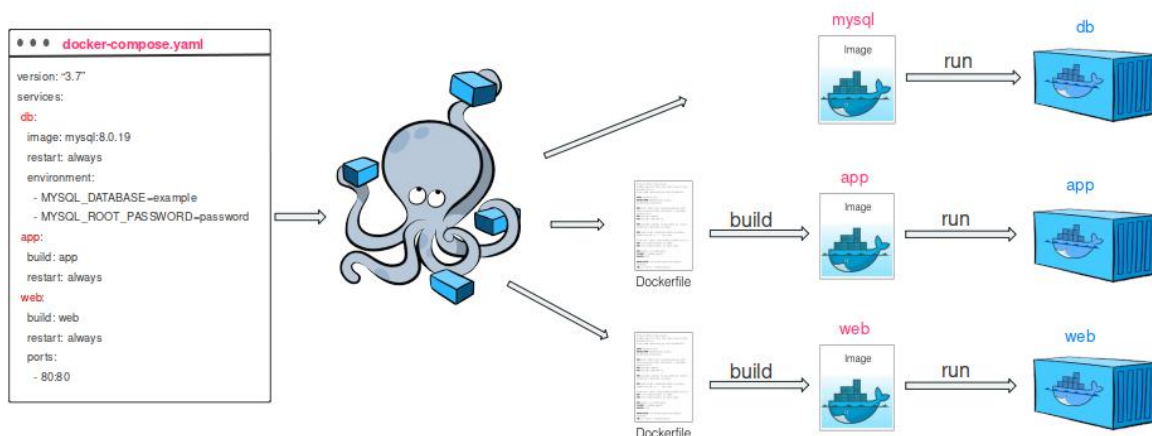 docker-compose.yaml
version: “3.7”
services:
db:
image: mysql:8.0.19
restart: always
environment:
- MYSQL_DATABASE=example
- MYSQL_ROOT_PASSWORD=password
app:
build: app
restart: always
web:
build: web
restart: always
ports:
- 80:80
mysql
Image
run
db
Dockerfile
build
app
Image
run
app
Dockerfile
build
web
Image
run
web